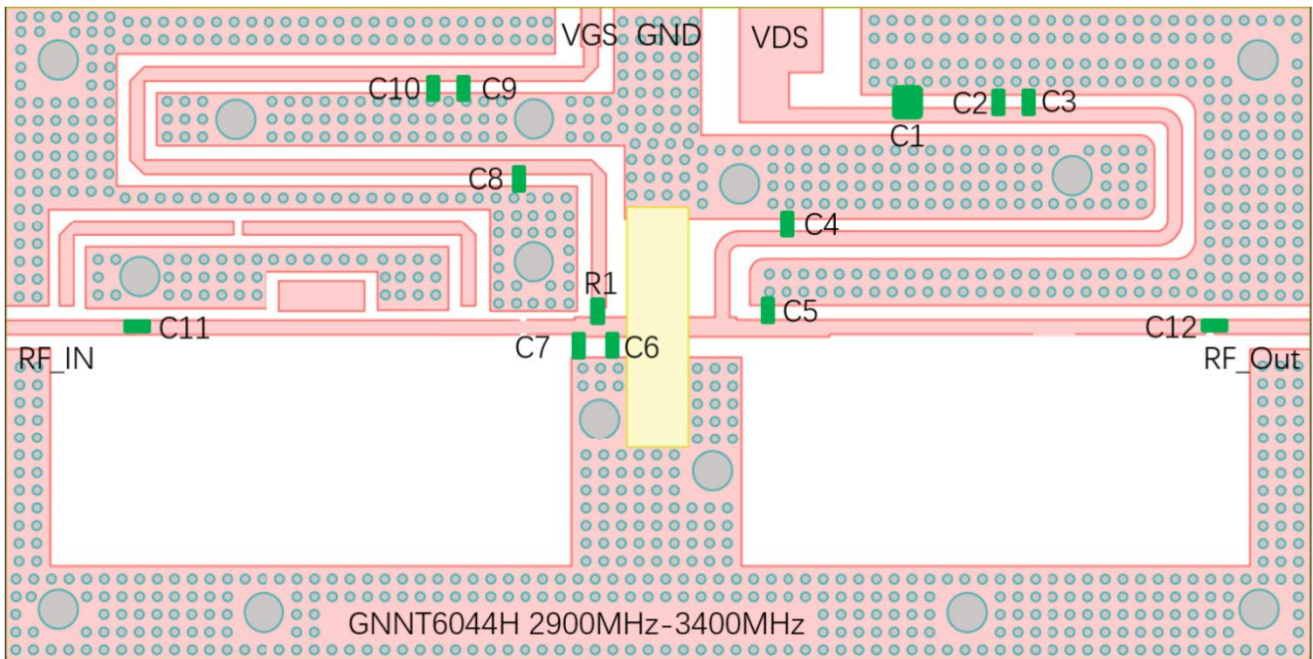 VGS GND VDS
C10 C9 C2 C3
C1
C8
C4
R1
C5
C11 C12
C7 C6
RF_IN RF_Out
GNNT6044H 2900MHz-3400MHz